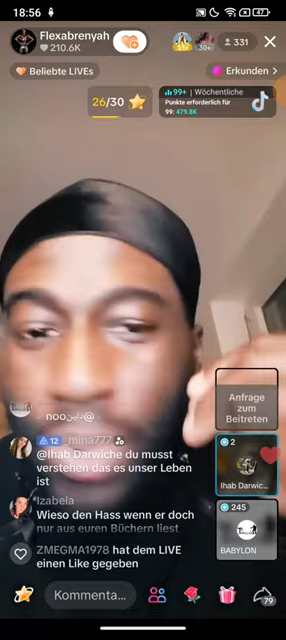 18:56
47
Flexabrenyah
210.6K
30+
331
Beliebte LIVEs
Erkunden
26/30
99+ | Wöchentliche
Punkte erforderlich für
99: 479.8K
Anfrage
zum
Beitreten
12 _mina777
@Ihab Darwiche du musst
verstehen das es unser Leben
ist
Izabela
Wieso den Hass wenn er doch
nur aus euren Büchern liest
ZMEGMA1978 hat dem LIVE
einen Like gegeben
2
Ihab Darwic...
245
BABYLON
Kommenta...
79